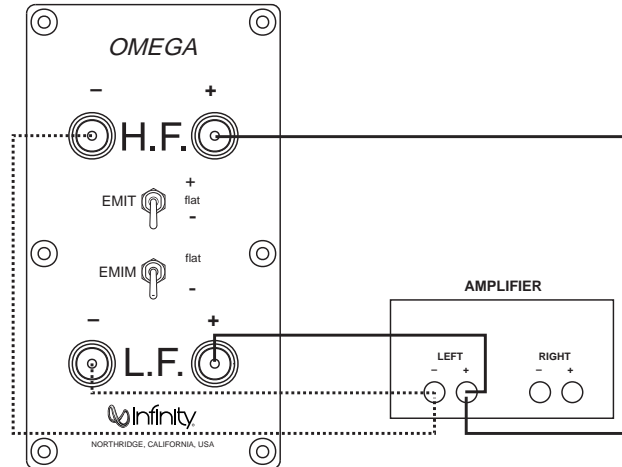 OMEGA
– +
H.F.
+
EMIT flat
-
flat
EMIM
-
– +
L.F.
Infinity
NORTHRIDGE, CALIFORNIA, USA
AMPLIFIER
LEFT RIGHT
– + – +